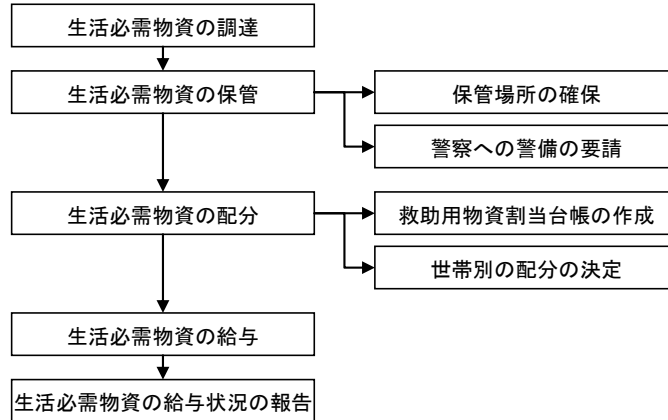 生活必需物資の調達
生活必需物資の保管
保管場所の確保
警察への警備の要請
生活必需物資の配分
救助用物資割当台帳の作成
世帯別の配分の決定
生活必需物資の給与
生活必需物資の給与状況の報告